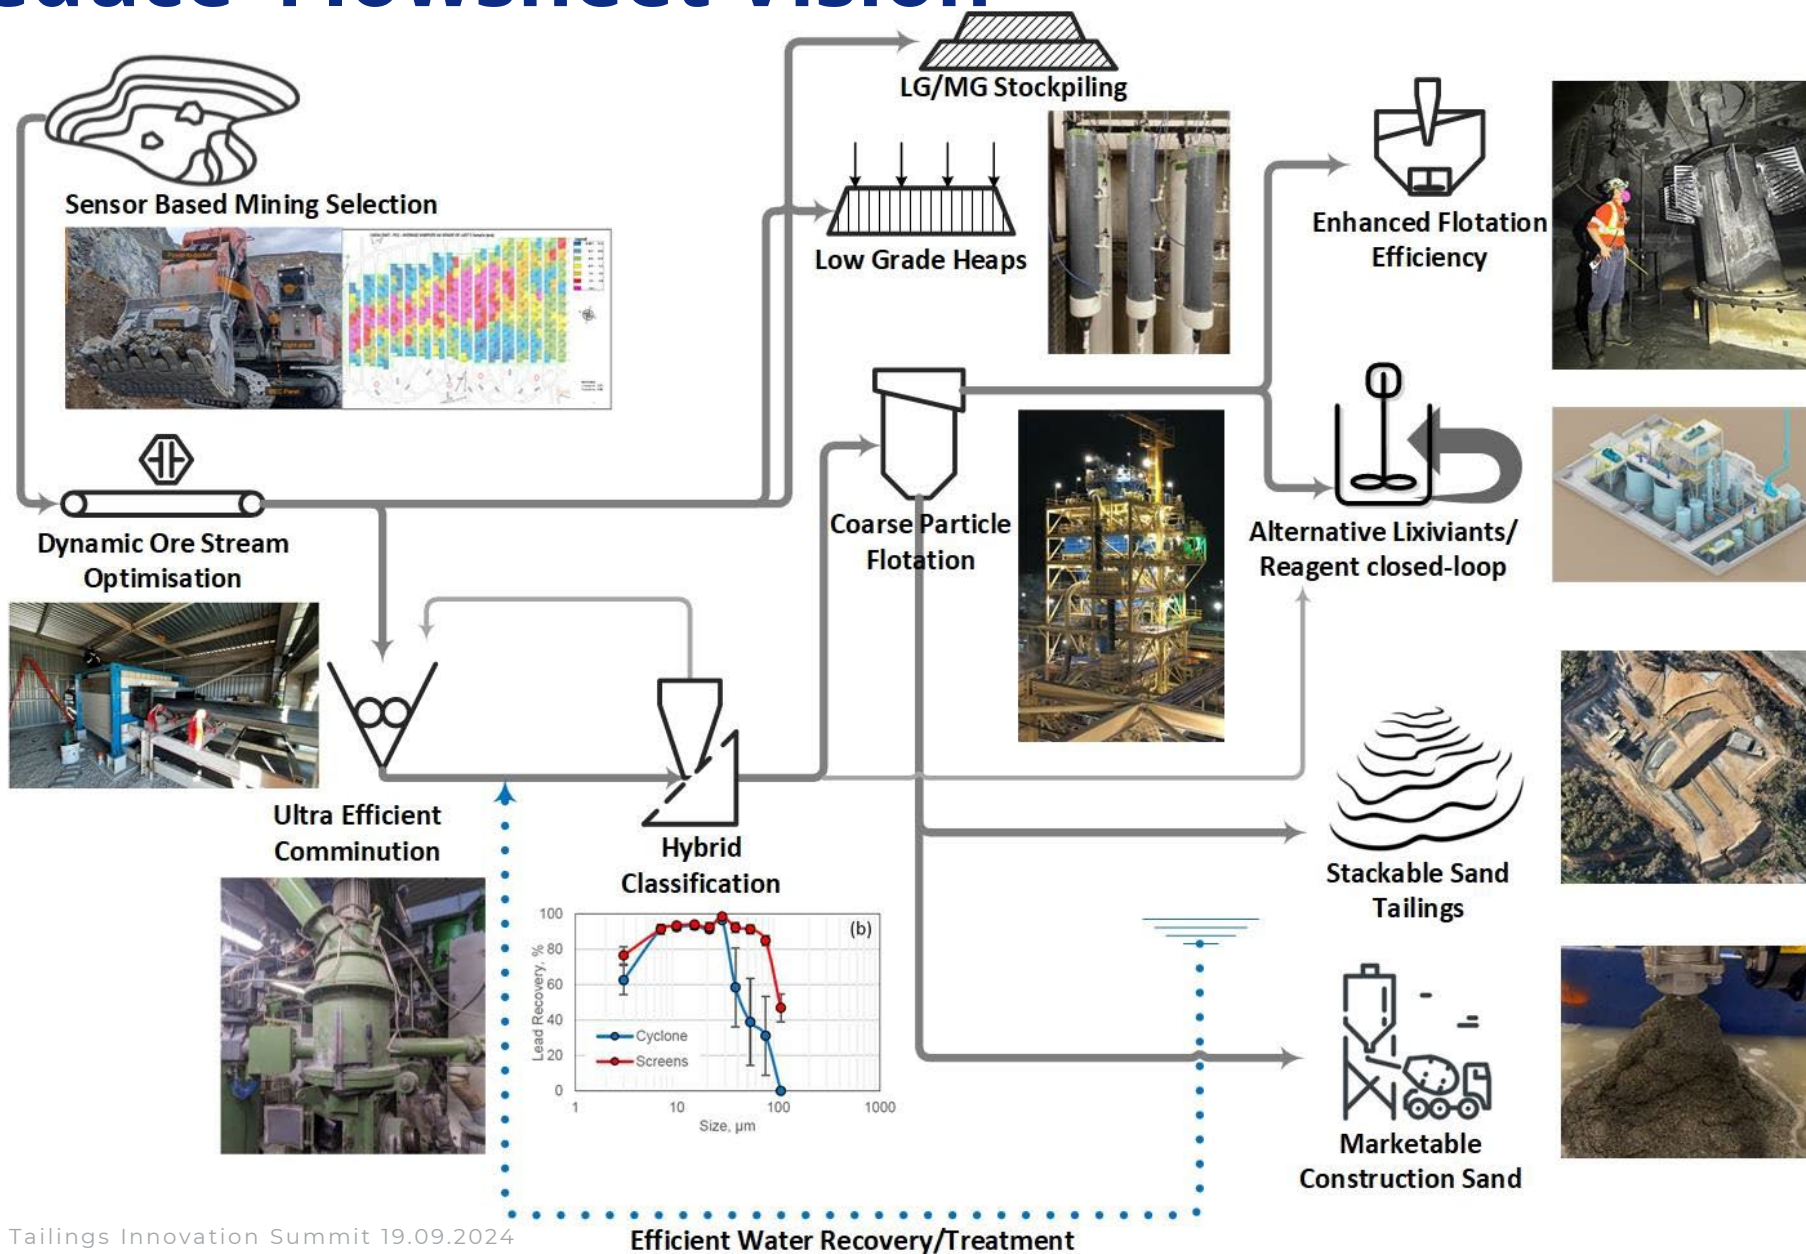 Flowsheet vision
LG/MG Stockpiling
Sensor Based Mining Selection
Low Grade Heaps
Enhanced Flotation
Efficiency
Dynamic Ore Stream
Optimisation
Coarse Particle
Flotation
Alternative Lixiviants/
Reagent closed-loop
Ultra Efficient
Comminution
Hybrid
Classification
Stackable Sand
Tailings
(b)
Lead Recovery, %
100
80
60
40
20
0
Cyclone
Screens
1
10
100
1000
Size, µm
Marketable
Construction Sand
Efficient Water Recovery/Treatment
Tailings Innovation Summit 19.09.2024